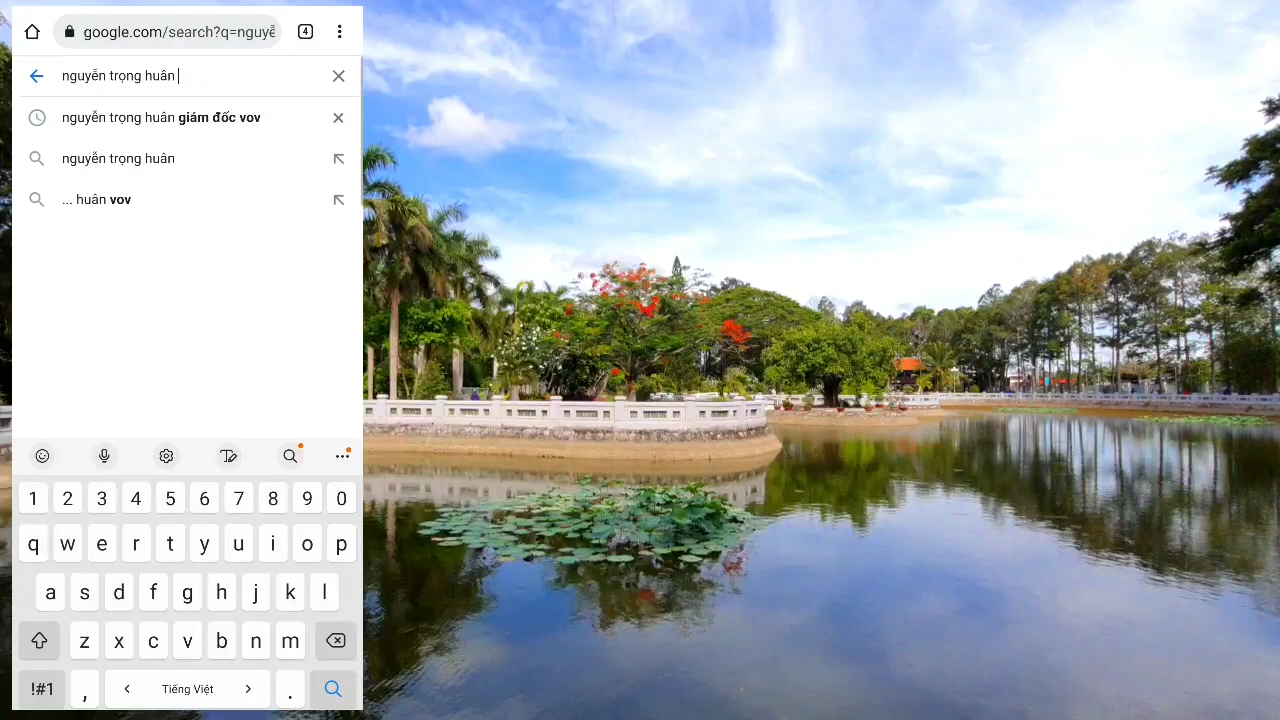 google.com/search?q=nguyễ
4
nguyễn trọng huân
nguyễn trọng huân giám đốc vov
nguyễn trọng huân
... huân vov
1 2 3 4 5 6 7 8 9 0
q w e r t y u i o p
a s d f g h j k l
z x c v b n m
!#1 , < Tiếng Việt > .